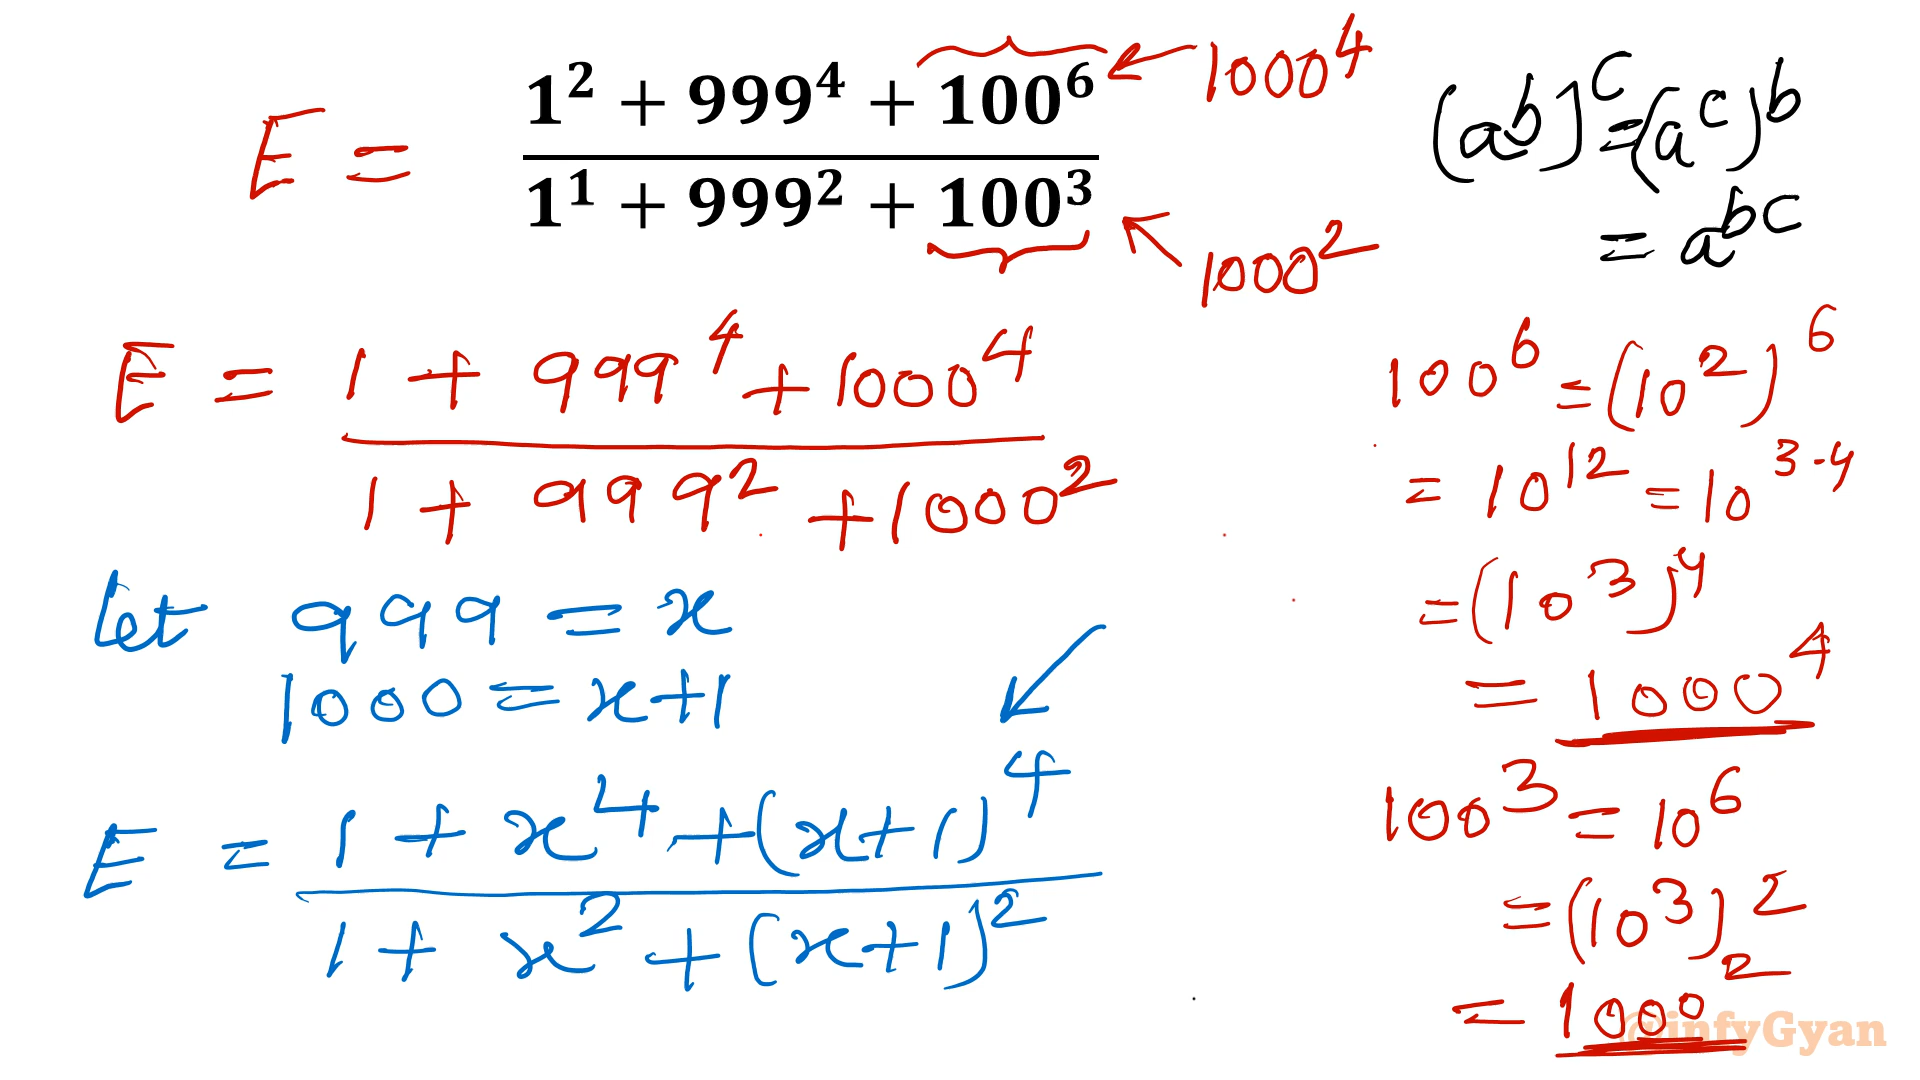 E = (1² + 999⁴ + 100⁶) / (1¹ + 999² + 100³)
← 1000⁴
← 1000²
E = (1 + 999⁴ + 1000⁴) / (1 + 999² + 1000²)
Let 999 = x
1000 = x+1
E = (1 + x⁴ + (x+1)⁴) / (1 + x² + (x+1)²)
(a^b)^c = (a^c)^b
= a^bc
100⁶ = (10²)⁶
= 10¹² = 10^3·4
= (10³)⁴
= 1000⁴
100³ = 10⁶
= (10³)²
= 1000²
@infyGyan